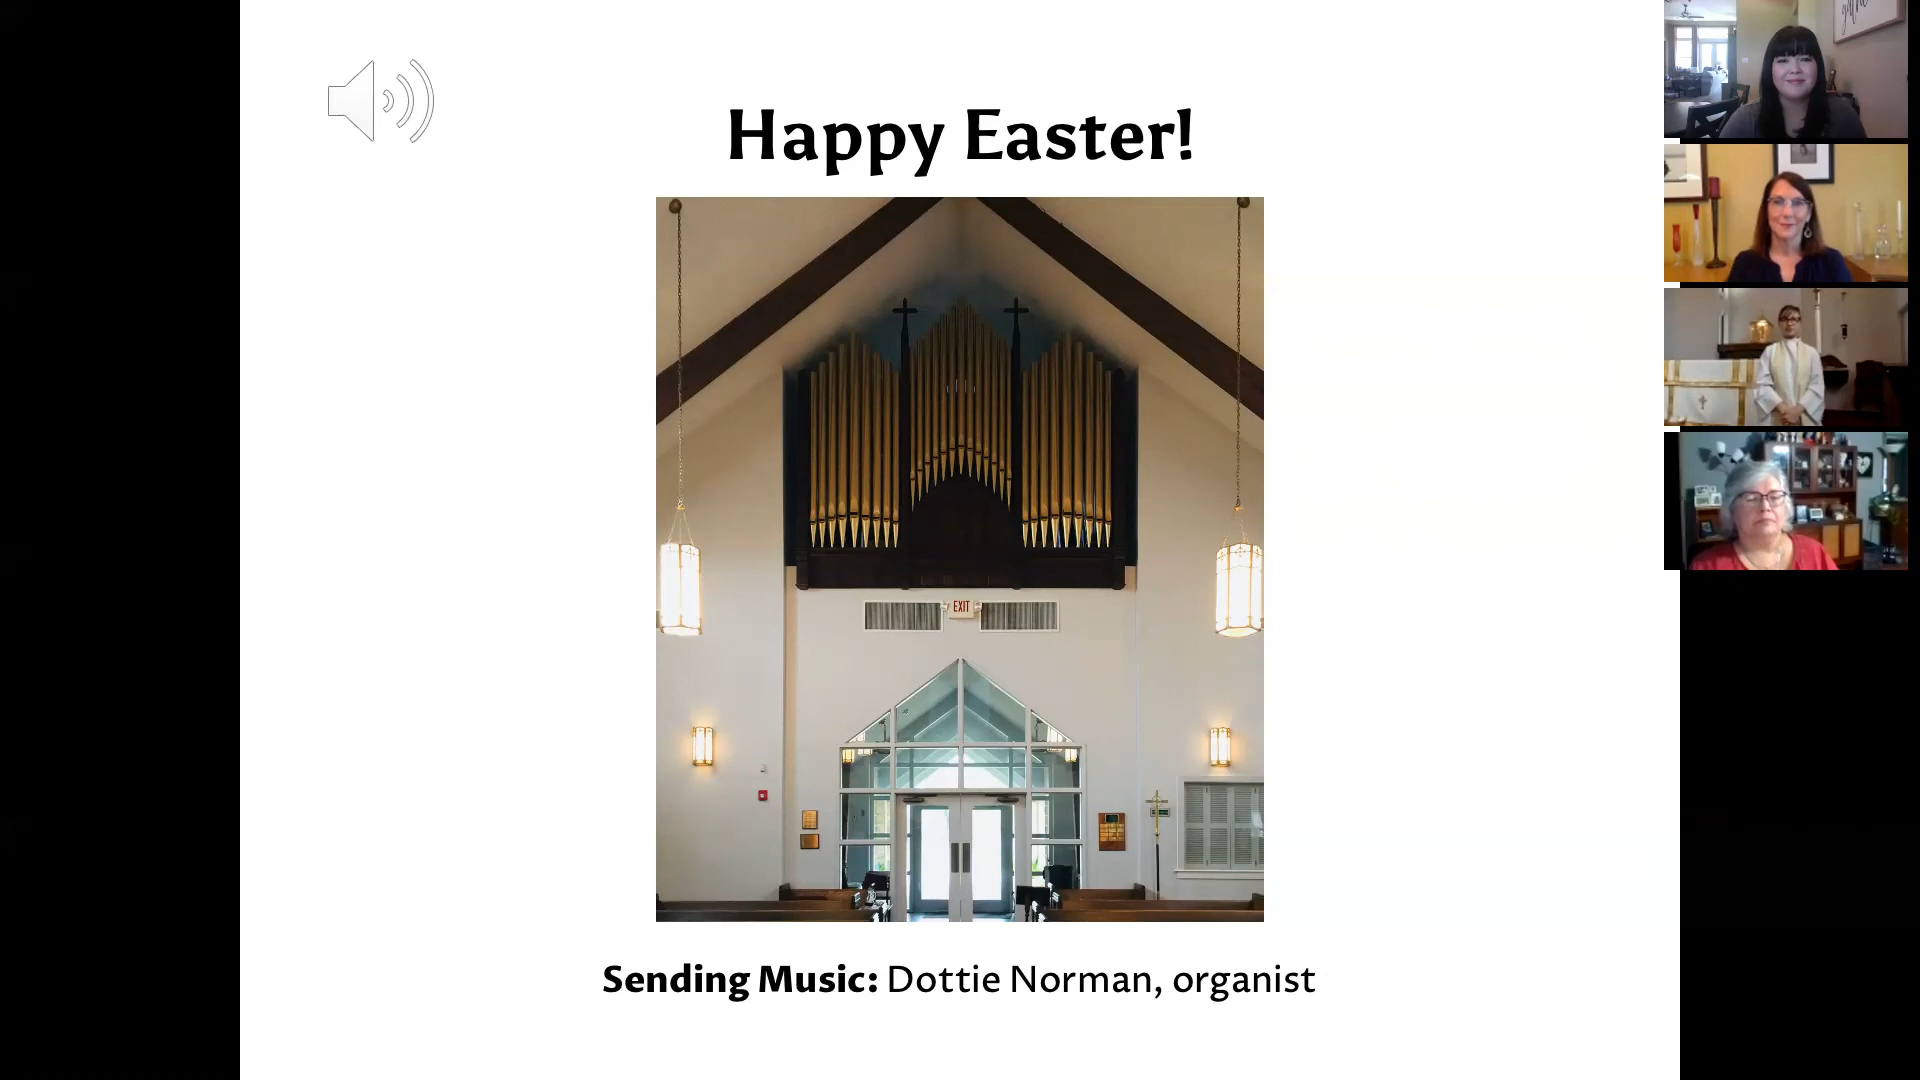 Happy Easter!
EXIT
Sending Music: Dottie Norman, organist